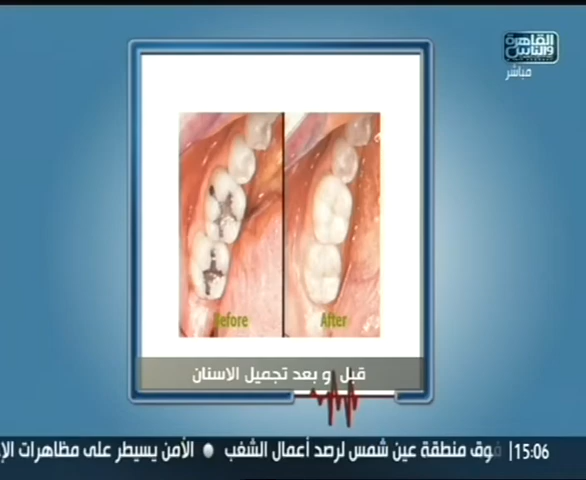 القاهرة
والناس
مباشر
Before
After
قبل و بعد تجميل الاسنان
15:06
فوق منطقة عين شمس لرصد أعمال الشغب ● الأمن يسيطر على مظاهرات